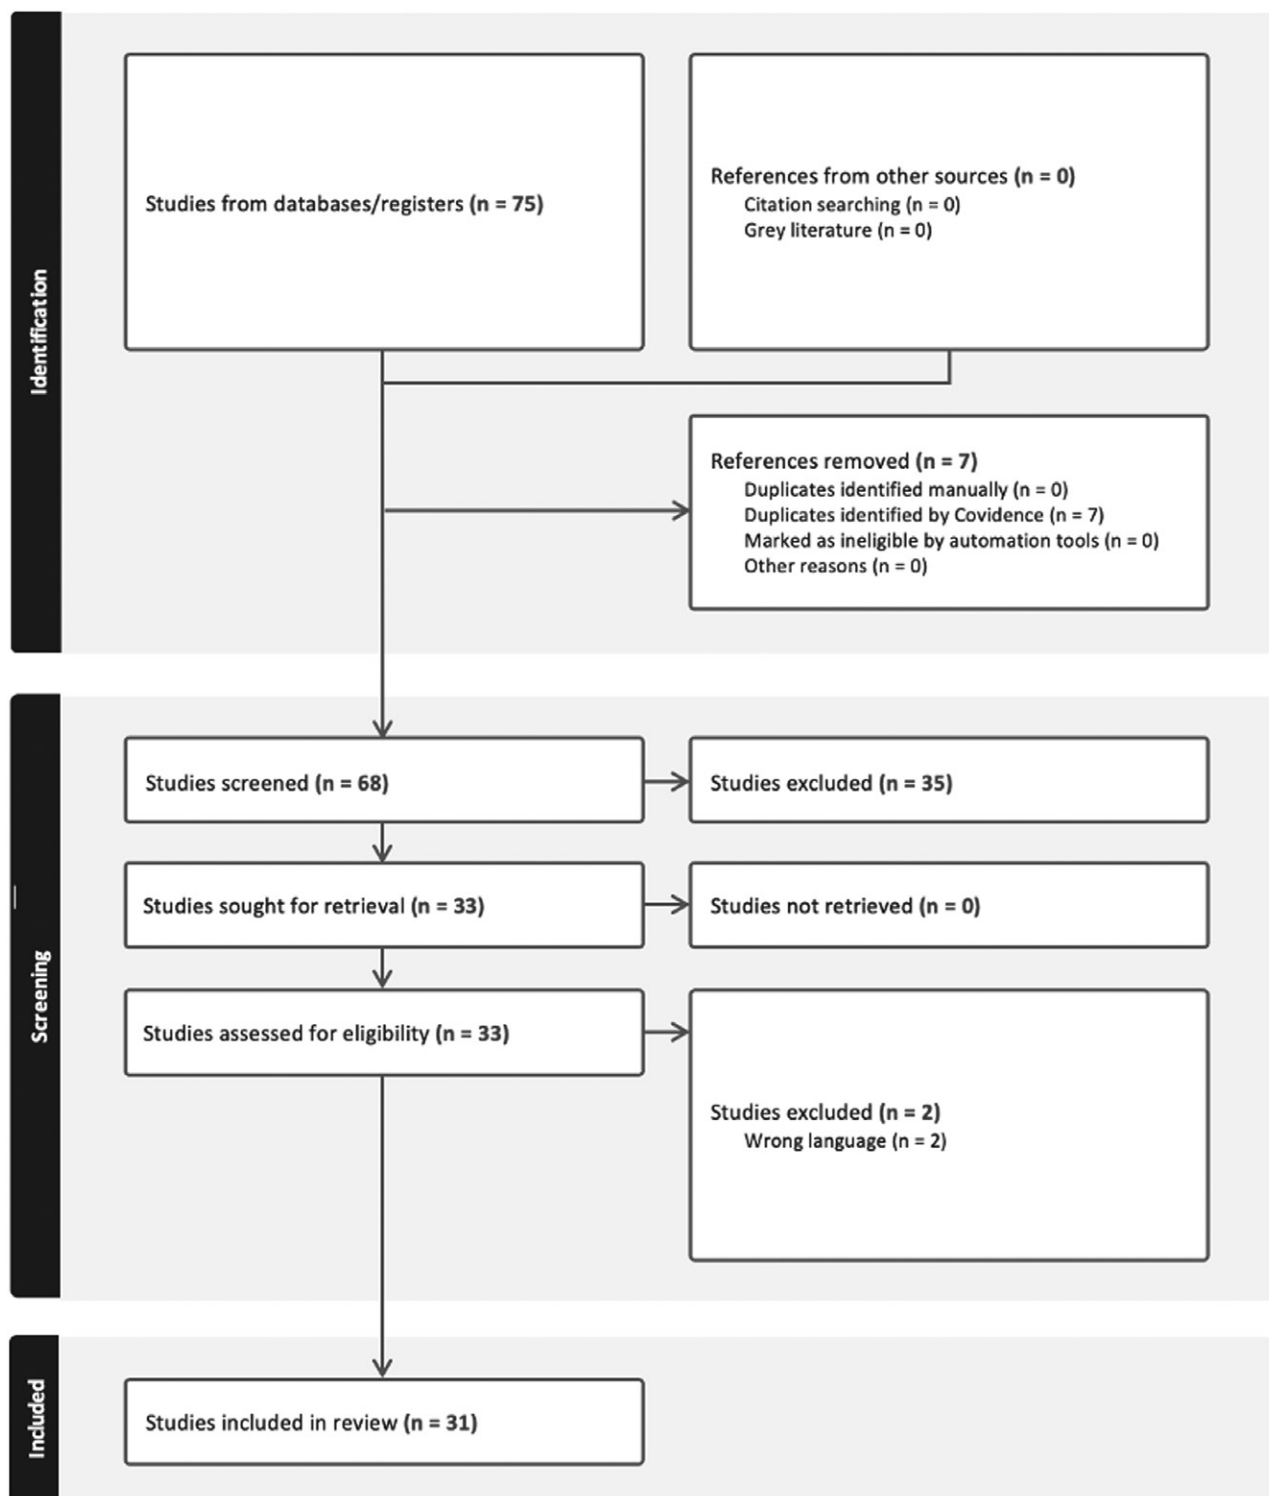 Identification
Studies from databases/registers (n = 75)
References from other sources (n = 0)
Citation searching (n = 0)
Grey literature (n = 0)
References removed (n = 7)
Duplicates identified manually (n = 0)
Duplicates identified by Covidence (n = 7)
Marked as ineligible by automation tools (n = 0)
Other reasons (n = 0)
Screening
Studies screened (n = 68)
Studies excluded (n = 35)
Studies sought for retrieval (n = 33)
Studies not retrieved (n = 0)
Studies assessed for eligibility (n = 33)
Studies excluded (n = 2)
Wrong language (n = 2)
Included
Studies included in review (n = 31)